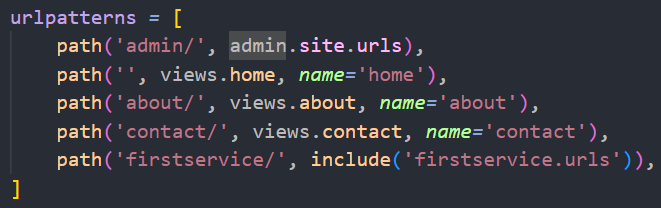 urlpatterns = [
    path('admin/', admin.site.urls),
    path('', views.home, name='home'),
    path('about/', views.about, name='about'),
    path('contact/', views.contact, name='contact'),
    path('firstservice/', include('firstservice.urls')),
]